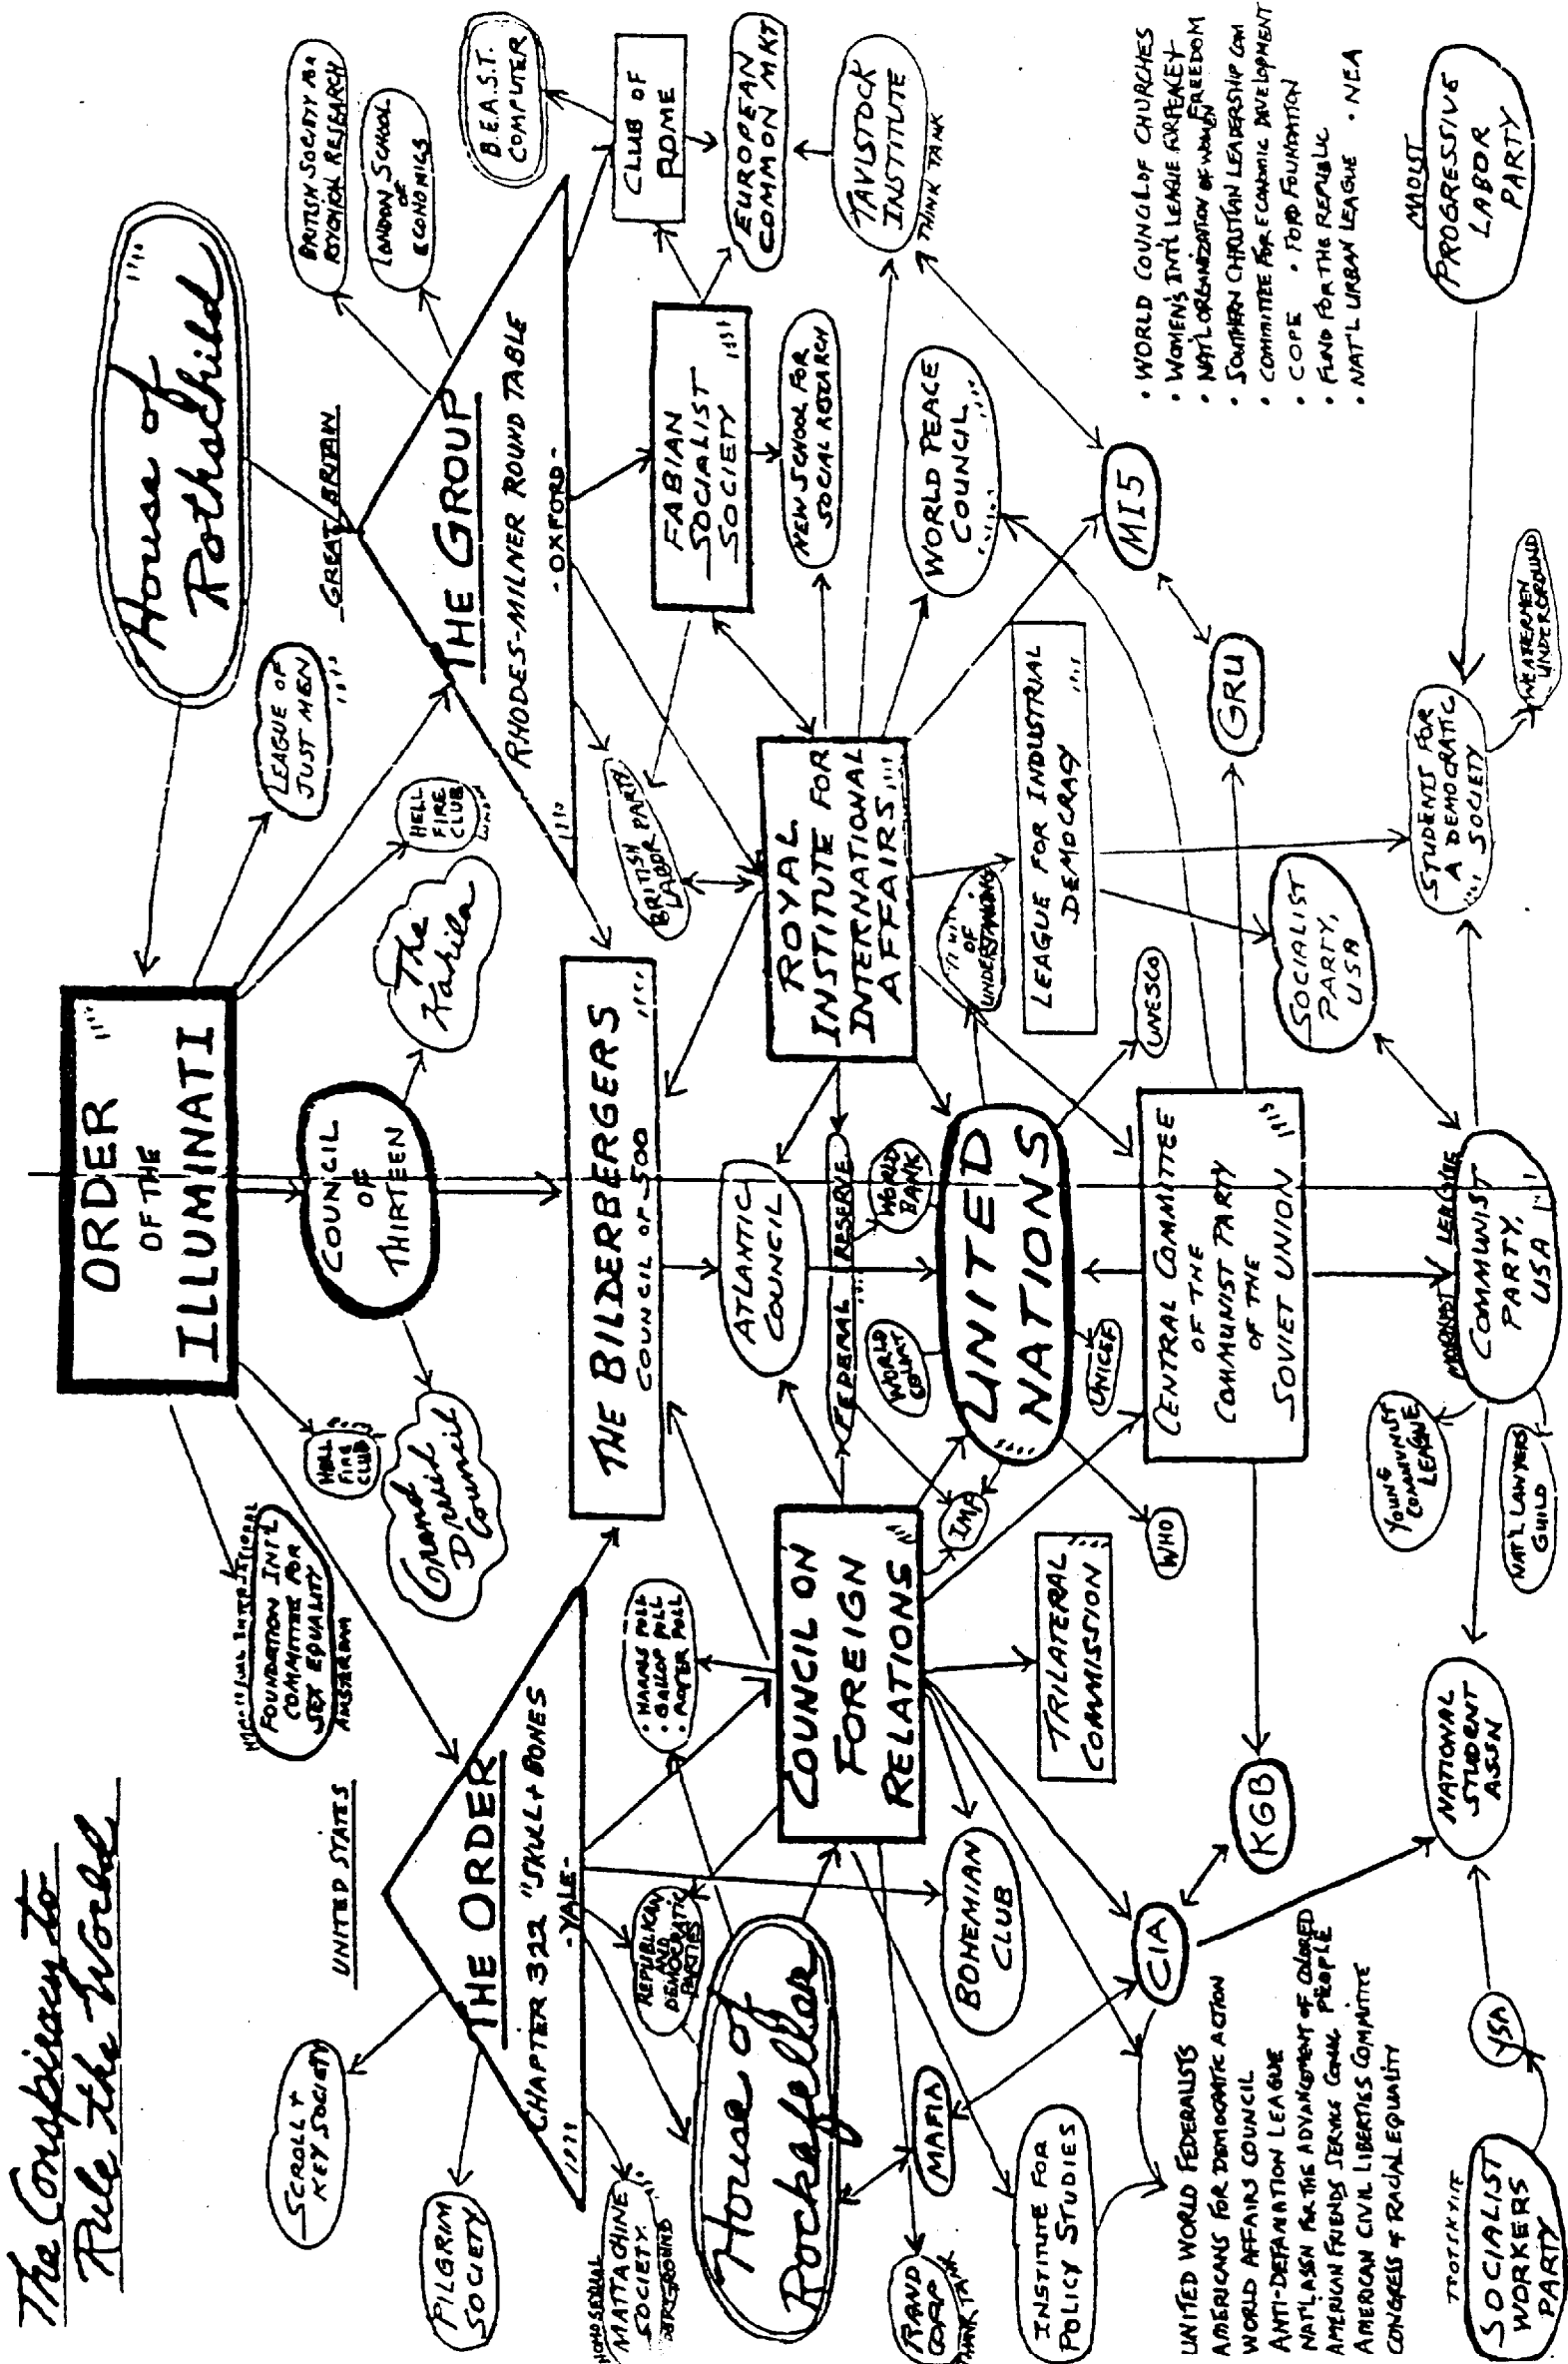 The Conspiracy to
Rule the World
House of
Rothschild
ORDER
OF THE
ILLUMINATI
COUNCIL
OF
THIRTEEN
The
Kahila
Grand
Druid
Council
HELL
FIRE
CLUB
HELL
FIRE
CLUB
LEAGUE OF
JUST MEN
FOUNDATION INT'L
COMMITTEE FOR
SEX EQUALITY
AMSTERDAM
UNITED STATES
GREAT BRITAIN
SCROLL +
KEY SOCIETY
PILGRIM
SOCIETY
THE ORDER
CHAPTER 322 "SKULL + BONES
-YALE-
THE GROUP
RHODES-MILNER ROUND TABLE
-OXFORD-
BRITISH SOCIETY FOR
PSYCHICAL RESEARCH
LONDON SCHOOL
OF
ECONOMICS
B.E.A.S.T.
COMPUTER
CLUB OF
ROME
EUROPEAN
COMMON MKT
TAVISTOCK
INSTITUTE
THINK TANK
THE BILDERBERGERS
COUNCIL OF 500
HOMOSEXUAL
MATTACHINE
SOCIETY
House of
Rockefellar
REPUBLICAN
AND
DEMOCRATIC
PARTIES
• HARRIS POLL
• GALLOP POLL
• ROPER POLL
BRITISH
LABOR PARTY
FABIAN
SOCIALIST
SOCIETY
NEW SCHOOL FOR
SOCIAL RESEARCH
COUNCIL ON
FOREIGN
RELATIONS
ATLANTIC
COUNCIL
FEDERAL RESERVE
ROYAL
INSTITUTE FOR
INTERNATIONAL
AFFAIRS
WORLD PEACE
COUNCIL
WORLD
COURT
WORLD
BANK
IMF
UNITED
NATIONS
OF
UNDERSTANDING
LEAGUE FOR INDUSTRIAL
DEMOCRACY
RAND
CORP
THINK TANK
MAFIA
BOHEMIAN
CLUB
INSTITUTE FOR
POLICY STUDIES
TRILATERAL
COMMISSION
UNICEF
WHO
UNESCO
MI5
GRU
CIA
KGB
CENTRAL COMMITTEE
OF THE
COMMUNIST PARTY
OF THE
SOVIET UNION
UNITED WORLD FEDERALISTS
AMERICANS FOR DEMOCRATIC ACTION
WORLD AFFAIRS COUNCIL
ANTI-DEFAMATION LEAGUE
NAT'L ASSN FOR THE ADVANCEMENT OF COLORED
PEOPLE
AMERICAN FRIENDS SERVICE COMM.
AMERICAN CIVIL LIBERTIES COMMITTE
CONGRESS OF RACIAL EQUALITY
• WORLD COUNCIL OF CHURCHES
• WOMEN'S INT'L LEAGUE FOR PEACE +
FREEDOM
• NAT'L ORGANIZATION OF WOMEN
• SOUTHERN CHRISTIAN LEADERSHIP COM
• COMMITTEE FOR ECONOMIC DEVELOPMENT
• COPE • FORD FOUNDATION
• FUND FOR THE REPUBLIC
• NAT'L URBAN LEAGUE • NEA
SOCIALIST
PARTY,
USA
STUDENTS FOR
A DEMOCRATIC
SOCIETY
WEATHERMEN
UNDERGROUND
MAOIST
PROGRESSIVE
LABOR
PARTY
COMMUNIST
PARTY,
USA
YOUNG
COMMUNIST
LEAGUE
NAT'L LAWYERS
GUILD
NATIONAL
STUDENT
ASSN
YSA
TROTSKYITE
SOCIALIST
WORKERS
PARTY